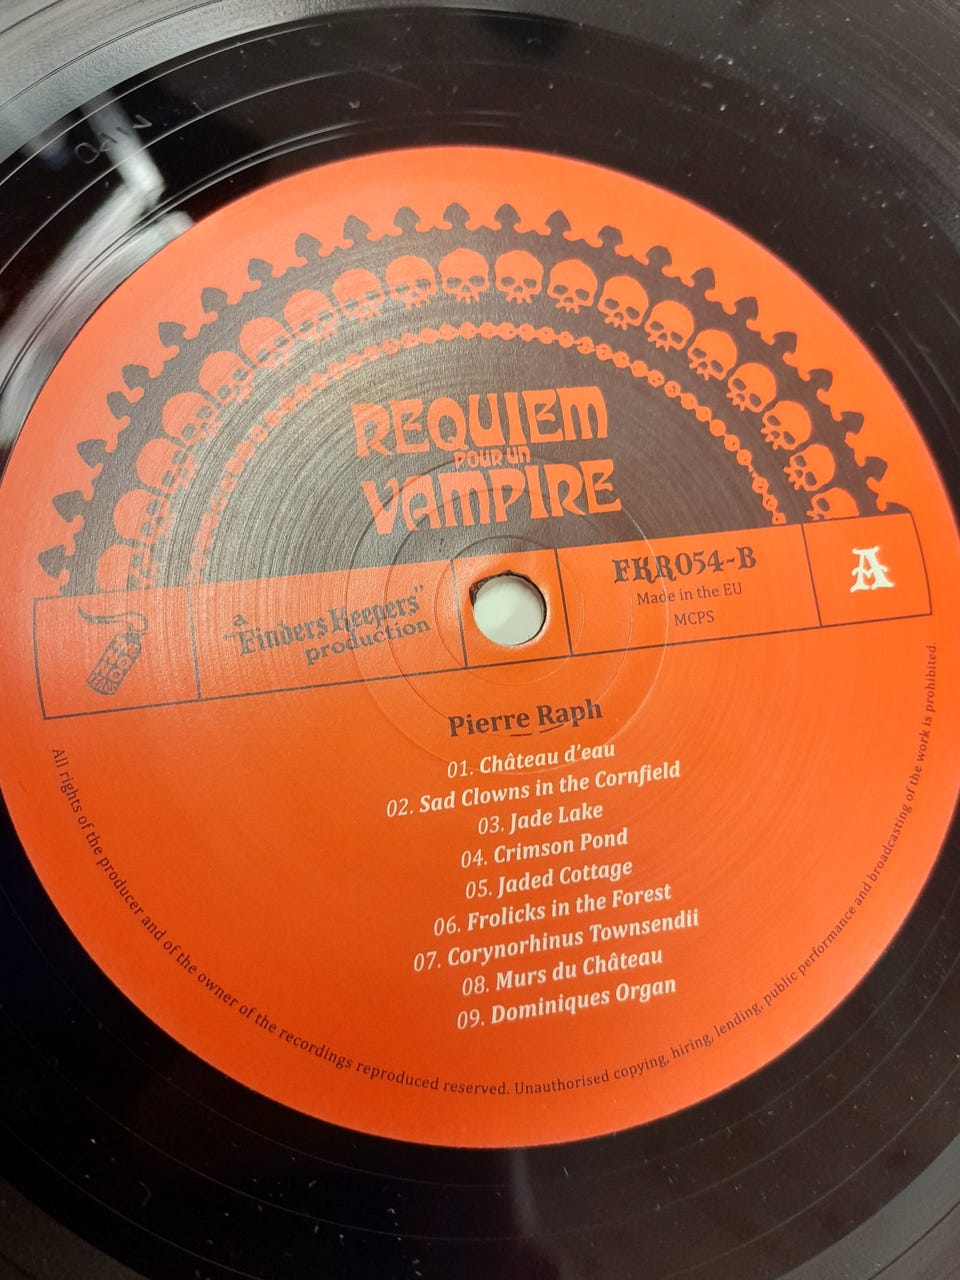 REQUIEM
POUR UN
VAMPIRE
a
"Finders Keepers"
production
FKR054-B
Made in the EU
MCPS
A
Pierre Raph
01. Château d'eau
02. Sad Clowns in the Cornfield
03. Jade Lake
04. Crimson Pond
05. Jaded Cottage
06. Frolicks in the Forest
07. Corynorhinus Townsendii
08. Murs du Château
09. Dominiques Organ
All rights of the producer and of the owner of the recordings reproduced reserved. Unauthorised copying, hiring, lending, public performance and broadcasting of the work is prohibited.